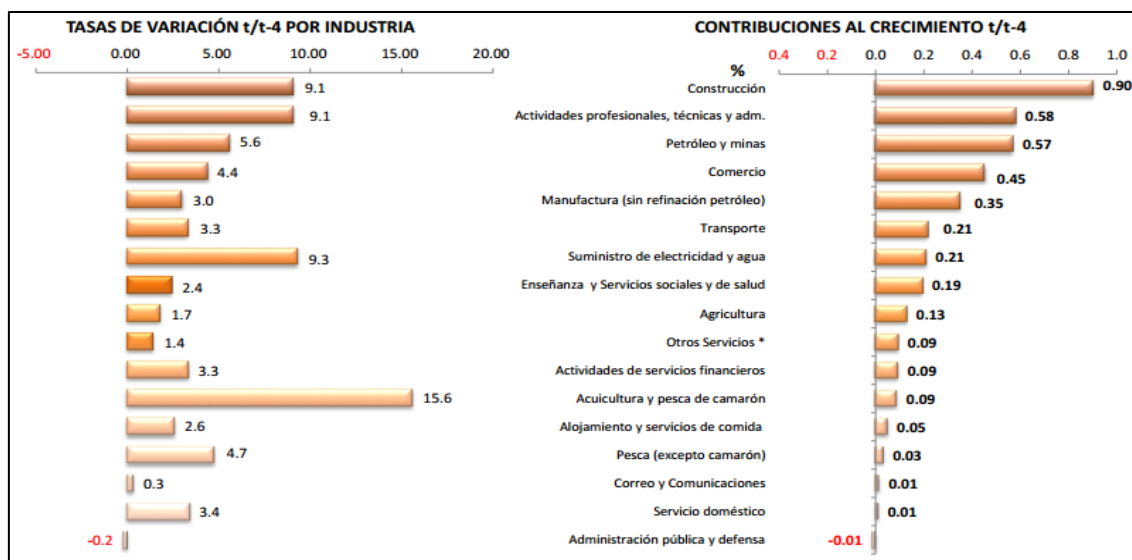 TASAS DE VARIACIÓN t/t-4 POR INDUSTRIA CONTRIBUCIONES AL CRECIMIENTO t/t-4
-5.00 0.00 5.00 10.00 15.00 20.00 0.4 0.2 0.0 0.2 0.4 0.6 0.8 1.0
%
9.1 Construcción 0.90
9.1 Actividades profesionales, técnicas y adm. 0.58
5.6 Petróleo y minas 0.57
4.4 Comercio 0.45
3.0 Manufactura (sin refinación petróleo) 0.35
3.3 Transporte 0.21
9.3 Suministro de electricidad y agua 0.21
2.4 Enseñanza y Servicios sociales y de salud 0.19
1.7 Agricultura 0.13
1.4 Otros Servicios * 0.09
3.3 Actividades de servicios financieros 0.09
15.6 Acuicultura y pesca de camarón 0.09
2.6 Alojamiento y servicios de comida 0.05
4.7 Pesca (excepto camarón) 0.03
0.3 Correo y Comunicaciones 0.01
3.4 Servicio doméstico 0.01
-0.2 Administración pública y defensa -0.01